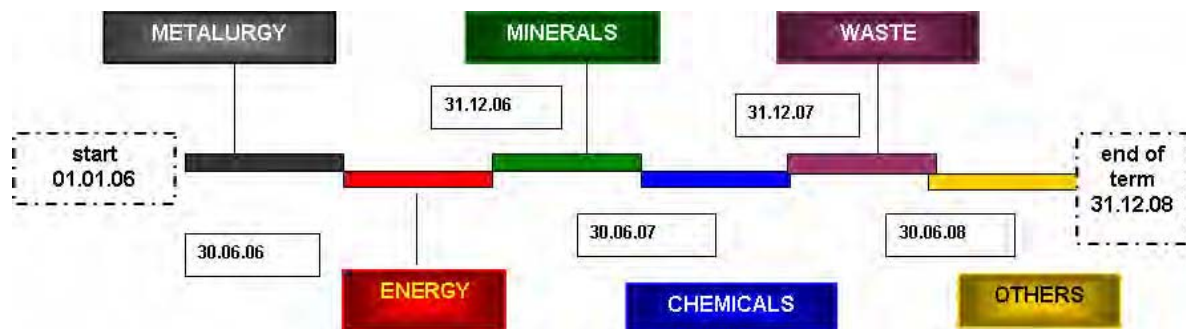 METALURGY
MINERALS
WASTE
31.12.06
31.12.07
start
01.01.06
end of
term
31.12.08
30.06.06
30.06.07
30.06.08
ENERGY
CHEMICALS
OTHERS